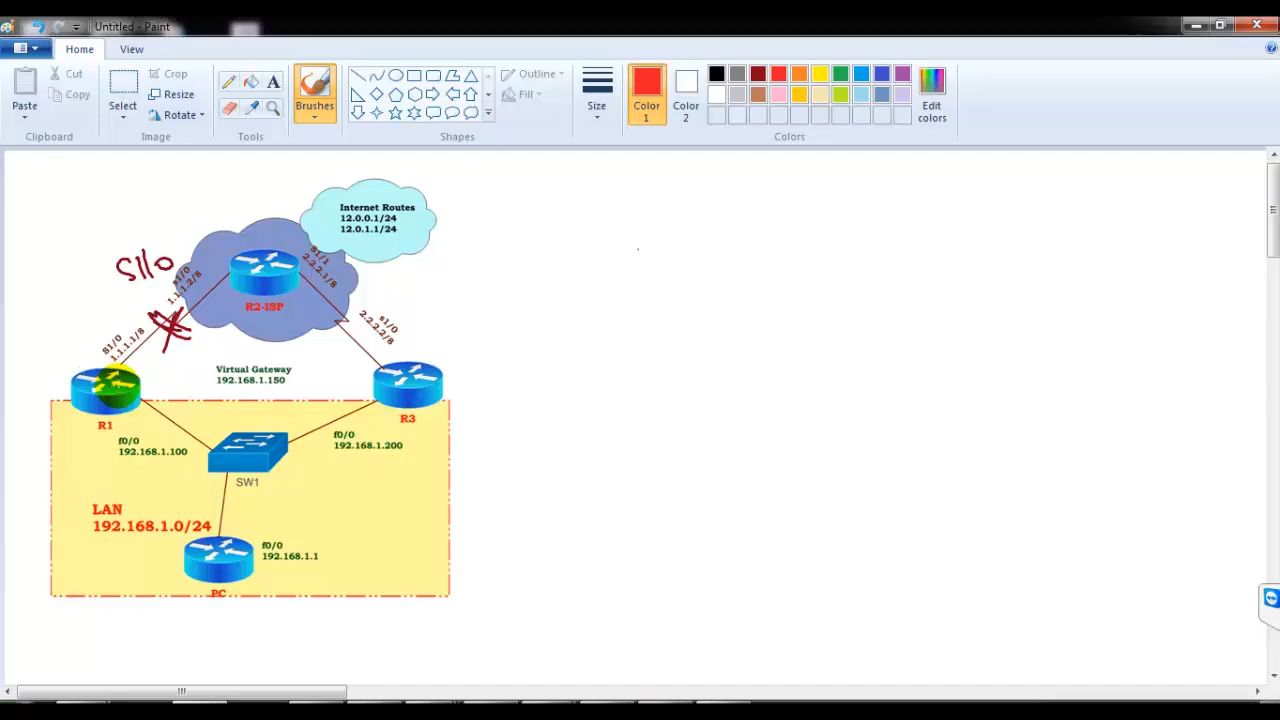 Untitled - Paint
Home
View
Paste
Cut
Copy
Clipboard
Select
Crop
Resize
Rotate
Image
Tools
Brushes
Shapes
Outline
Fill
Size
Color 1
Color 2
Edit colors
Colors
Internet Routes
12.0.0.1/24
12.0.1.1/24
S1/0
s1/0
1.1.1.2/8
S1/1
2.2.2.1/8
R2-ISP
S1/0
1.1.1.1/8
s1/0
2.2.2.2/8
Virtual Gateway
192.168.1.150
R1
R3
f0/0
192.168.1.100
f0/0
192.168.1.200
SW1
LAN
192.168.1.0/24
f0/0
192.168.1.1
PC